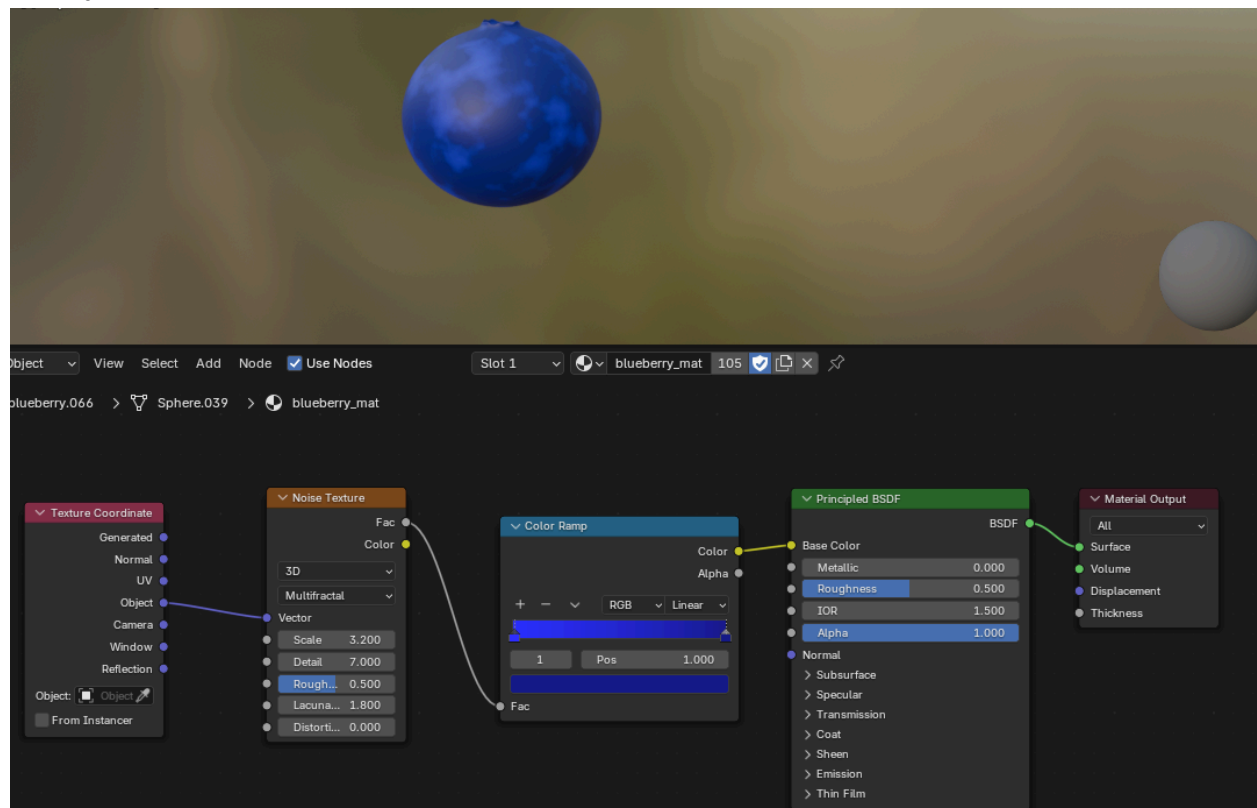 Object View Select Add Node Use Nodes Slot 1 blueberry_mat 105
blueberry.066 > Sphere.039 > blueberry_mat
Texture Coordinate
Generated
Normal
UV
Object
Camera
Window
Reflection
Object: Object
From Instancer
Noise Texture
Fac
Color
3D
Multifractal
Vector
Scale 3.200
Detail 7.000
Rough... 0.500
Lacuna... 1.800
Distorti... 0.000
Color Ramp
Color
Alpha
+ - RGB Linear
1 Pos 1.000
Fac
Principled BSDF
BSDF
Base Color
Metallic 0.000
Roughness 0.500
IOR 1.500
Alpha 1.000
Normal
> Subsurface
> Specular
> Transmission
> Coat
> Sheen
> Emission
> Thin Film
Material Output
All
Surface
Volume
Displacement
Thickness